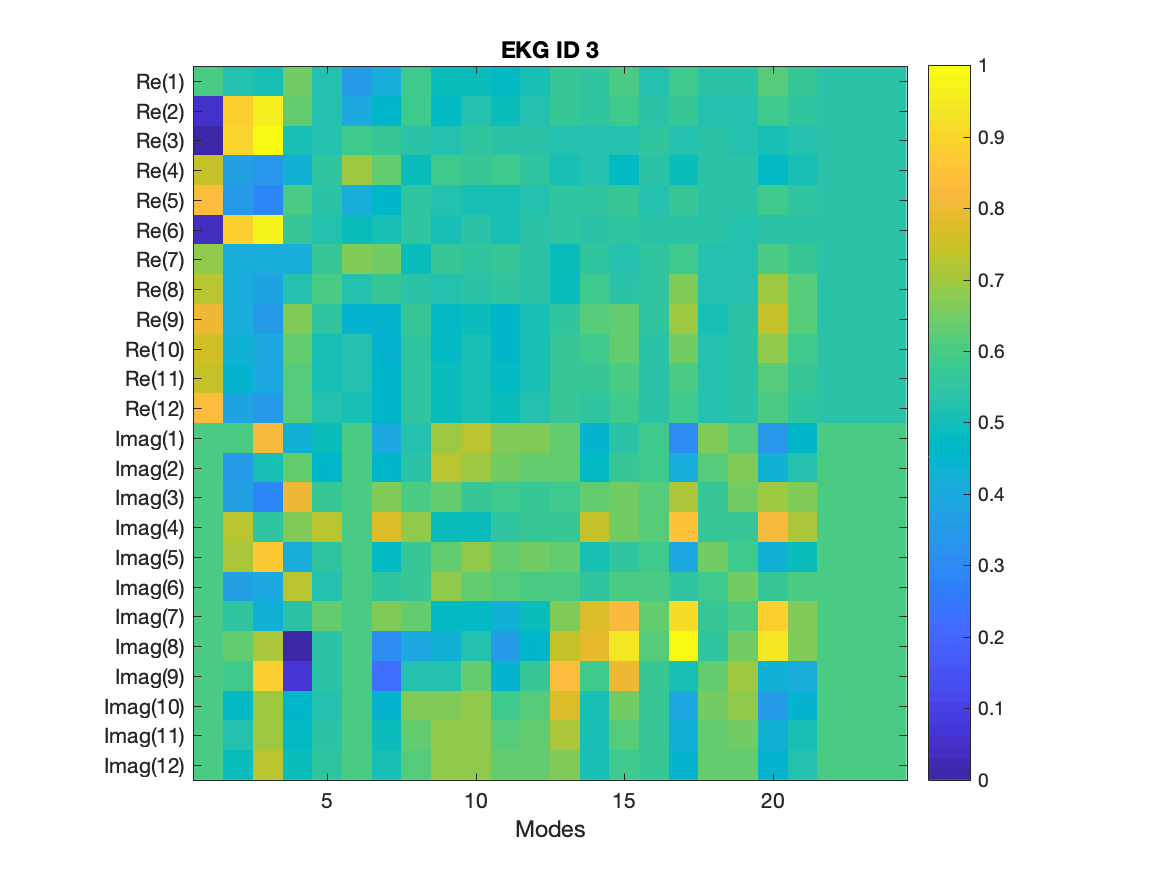 EKG ID 3
Re(1)
Re(2)
Re(3)
Re(4)
Re(5)
Re(6)
Re(7)
Re(8)
Re(9)
Re(10)
Re(11)
Re(12)
Imag(1)
Imag(2)
Imag(3)
Imag(4)
Imag(5)
Imag(6)
Imag(7)
Imag(8)
Imag(9)
Imag(10)
Imag(11)
Imag(12)
5 10 15 20
Modes
1
0.9
0.8
0.7
0.6
0.5
0.4
0.3
0.2
0.1
0